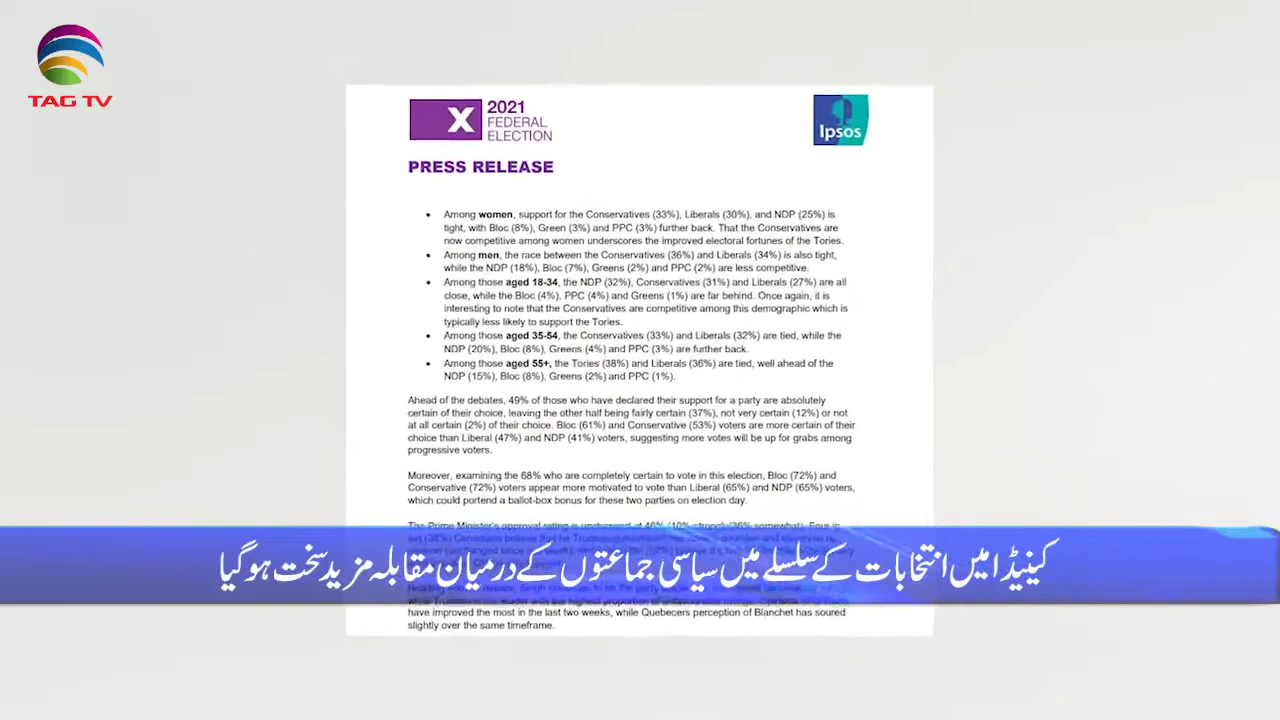 TAG TV
X
2021
FEDERAL
ELECTION
Ipsos
PRESS RELEASE
• Among women, support for the Conservatives (33%), Liberals (30%), and NDP (25%) is
tight, with Bloc (8%), Green (3%) and PPC (3%) further back. That the Conservatives are
now competitive among women underscores the improved electoral fortunes of the Tories.
• Among men, the race between the Conservatives (36%) and Liberals (34%) is also tight,
while the NDP (18%), Bloc (7%), Greens (2%) and PPC (2%) are less competitive.
• Among those aged 18-34, the NDP (32%), Conservatives (31%) and Liberals (27%) are all
close, while the Bloc (4%), PPC (4%) and Greens (1%) are far behind. Once again, it is
interesting to note that the Conservatives are competitive among this demographic which is
typically less likely to support the Tories.
• Among those aged 35-54, the Conservatives (33%) and Liberals (32%) are tied, while the
NDP (20%), Bloc (8%), Greens (4%) and PPC (3%) are further back.
• Among those aged 55+, the Tories (38%) and Liberals (36%) are tied, well ahead of the
NDP (15%), Bloc (8%), Greens (2%) and PPC (1%).
Ahead of the debates, 49% of those who have declared their support for a party are absolutely
certain of their choice, leaving the other half being fairly certain (37%), not very certain (12%) or not
at all certain (2%) of their choice. Bloc (61%) and Conservative (53%) voters are more certain of their
choice than Liberal (47%) and NDP (41%) voters, suggesting more votes will be up for grabs among
progressive voters.
Moreover, examining the 68% who are completely certain to vote in this election, Bloc (72%) and
Conservative (72%) voters appear more motivated to vote than Liberal (65%) and NDP (65%) voters,
which could portend a ballot-box bonus for these two parties on election day.
The Prime Minister's approval rating is unchanged at 46% (10% strongly/36% somewhat). Four in
کینیڈا میں انتخابات کے سلسلے میں سیاسی جماعتوں کے درمیان مقابلہ مزید سخت ہو گیا
have improved the most in the last two weeks, while Quebecers perception of Blanchet has soured
slightly over the same timeframe.